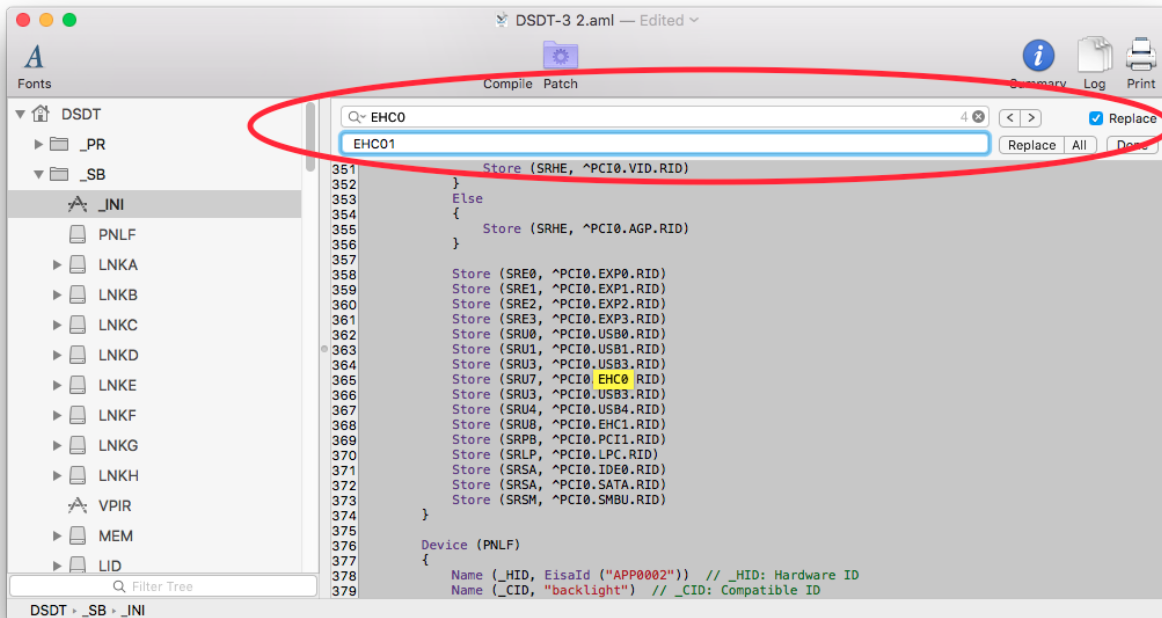 DSDT-3 2.aml — Edited
Fonts
Compile Patch
Summary Log Print
DSDT
_PR
_SB
_INI
PNLF
LNKA
LNKB
LNKC
LNKD
LNKE
LNKF
LNKG
LNKH
VPIR
MEM
LID
Filter Tree
DSDT ▸ _SB ▸ _INI
EHC0 4 < > Replace
EHC01 Replace All Done
351 Store (SRHE, ^PCI0.VID.RID)
352 }
353 Else
354 {
355 Store (SRHE, ^PCI0.AGP.RID)
356 }
357
358 Store (SRE0, ^PCI0.EXP0.RID)
359 Store (SRE1, ^PCI0.EXP1.RID)
360 Store (SRE2, ^PCI0.EXP2.RID)
361 Store (SRE3, ^PCI0.EXP3.RID)
362 Store (SRU0, ^PCI0.USB0.RID)
363 Store (SRU1, ^PCI0.USB1.RID)
364 Store (SRU3, ^PCI0.USB3.RID)
365 Store (SRU7, ^PCI0.EHC0 RID)
366 Store (SRU3, ^PCI0.USB3.RID)
367 Store (SRU4, ^PCI0.USB4.RID)
368 Store (SRU8, ^PCI0.EHC1.RID)
369 Store (SRPB, ^PCI0.PCI1.RID)
370 Store (SRLP, ^PCI0.LPC.RID)
371 Store (SRSA, ^PCI0.IDE0.RID)
372 Store (SRSA, ^PCI0.SATA.RID)
373 Store (SRSM, ^PCI0.SMBU.RID)
374 }
375
376 Device (PNLF)
377 {
378 Name (_HID, EisaId ("APP0002")) // _HID: Hardware ID
379 Name (_CID, "backlight") // _CID: Compatible ID